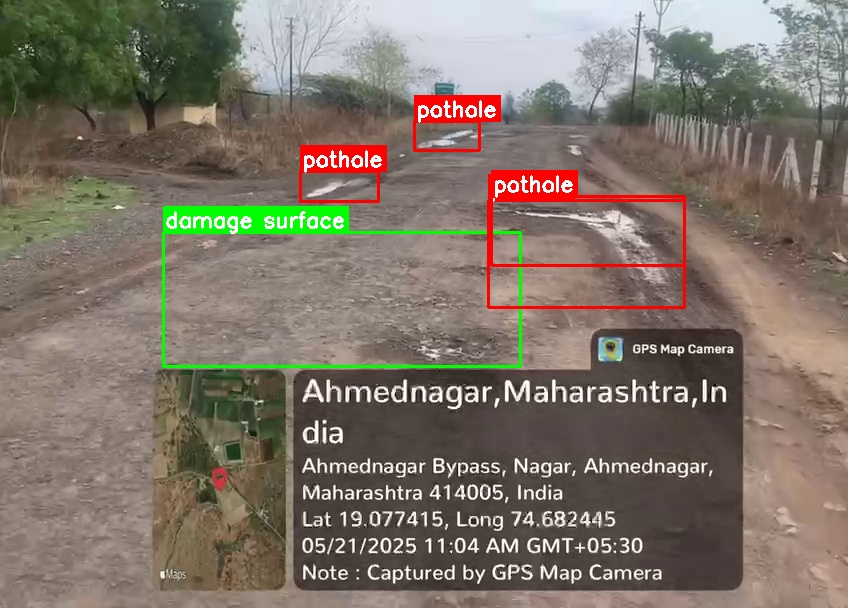 pothole
pothole
pothole
damage surface
GPS Map Camera
Ahmednagar,Maharashtra,In
dia
Ahmednagar Bypass, Nagar, Ahmednagar,
Maharashtra 414005, India
Lat 19.077415, Long 74.682445
05/21/2025 11:04 AM GMT+05:30
Note : Captured by GPS Map Camera
Maps